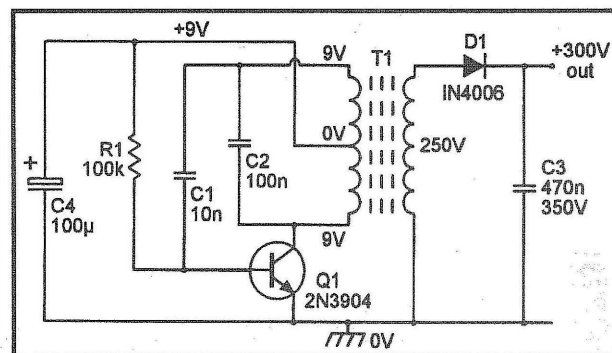 +9V
9V
T1
D1
+300V
out
IN4006
R1
100k
C2
100n
0V
250V
+
C4
100µ
C1
10n
C3
470n
350V
9V
Q1
2N3904
0V